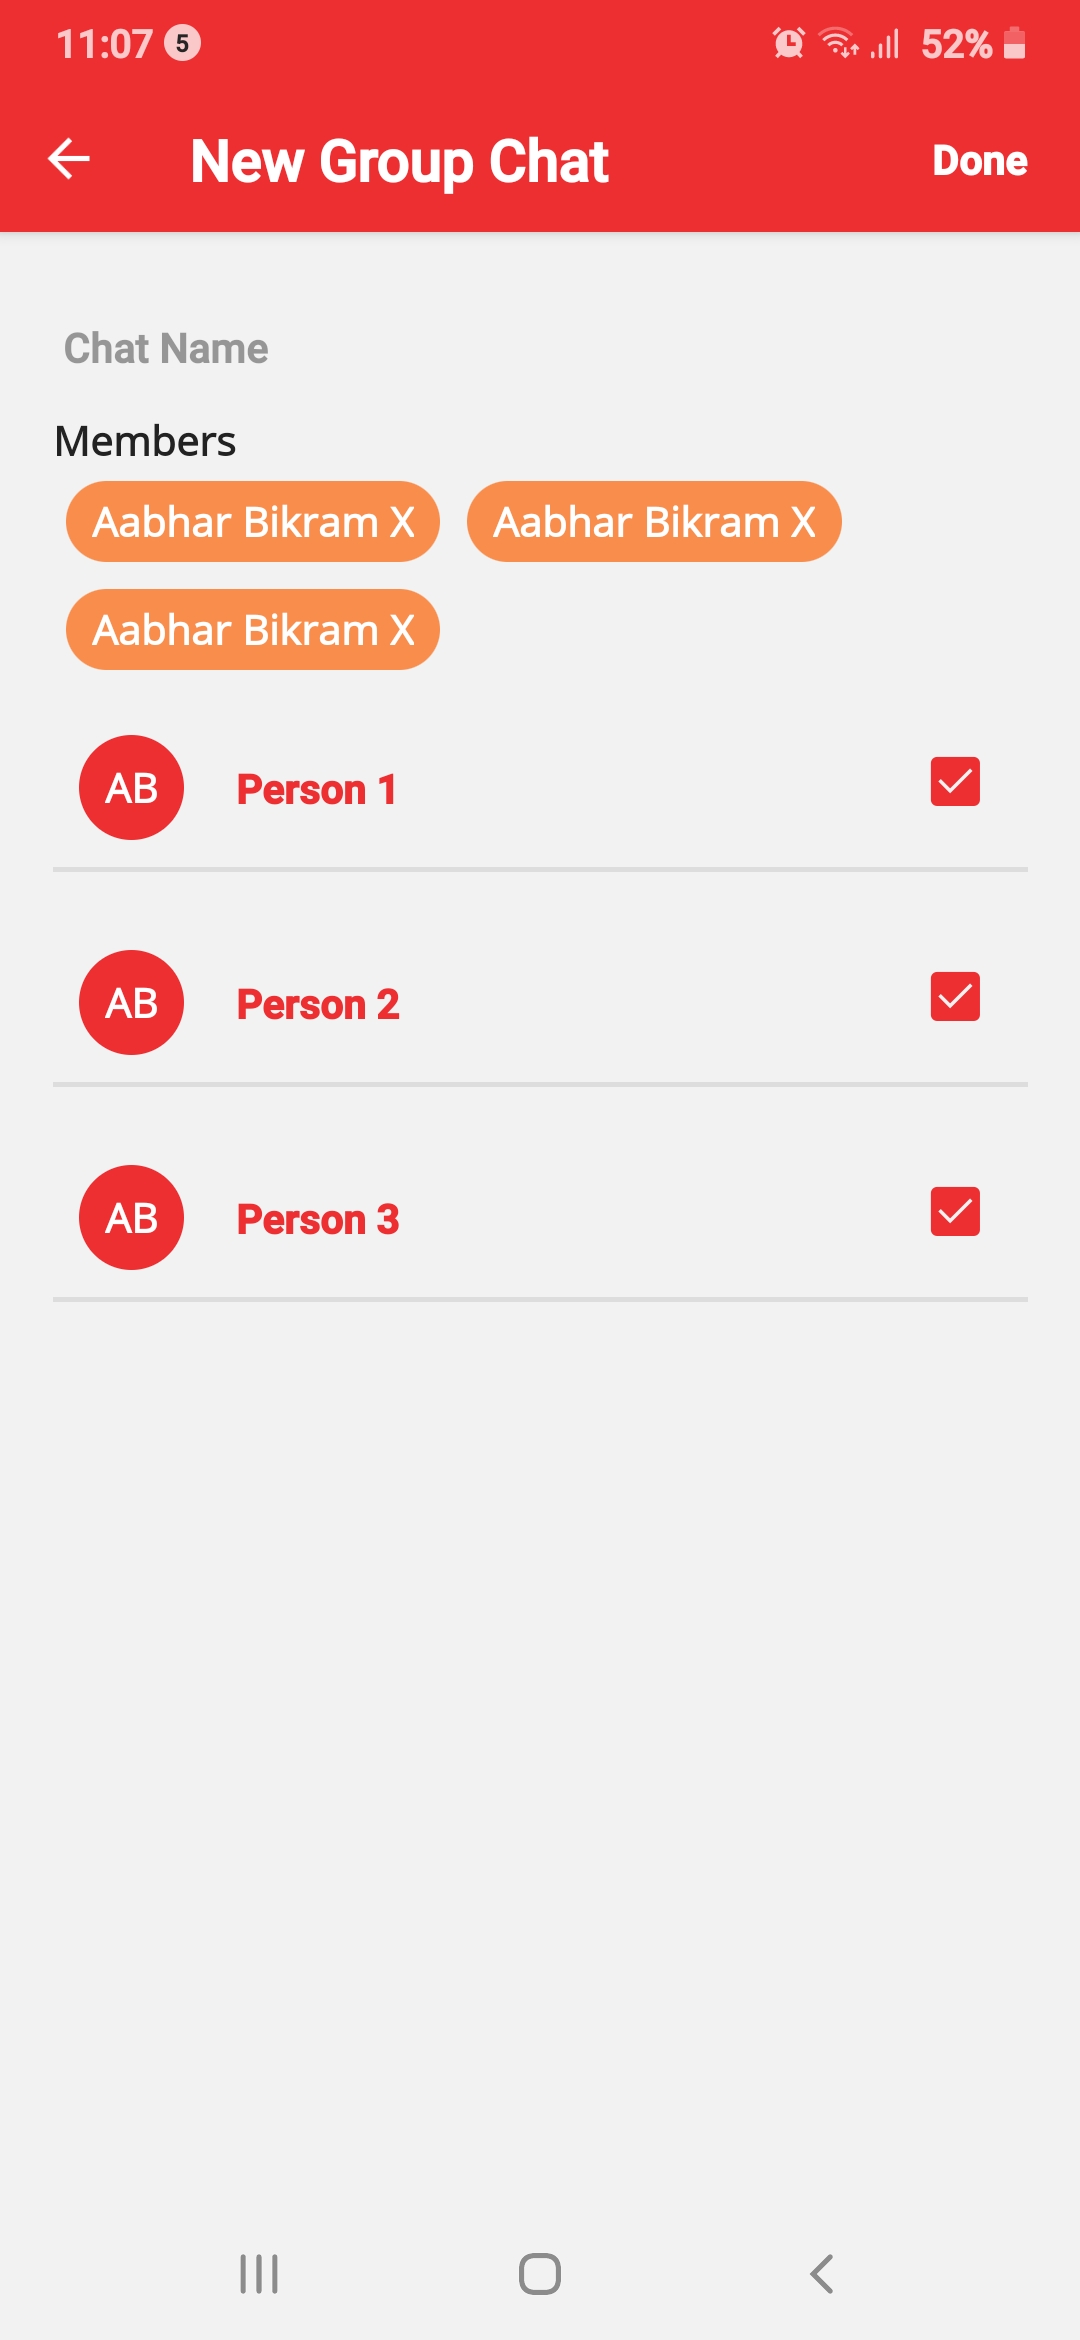 11:07 5 52%
New Group Chat Done
Chat Name
Members
Aabhar Bikram X Aabhar Bikram X
Aabhar Bikram X
AB Person 1
AB Person 2
AB Person 3